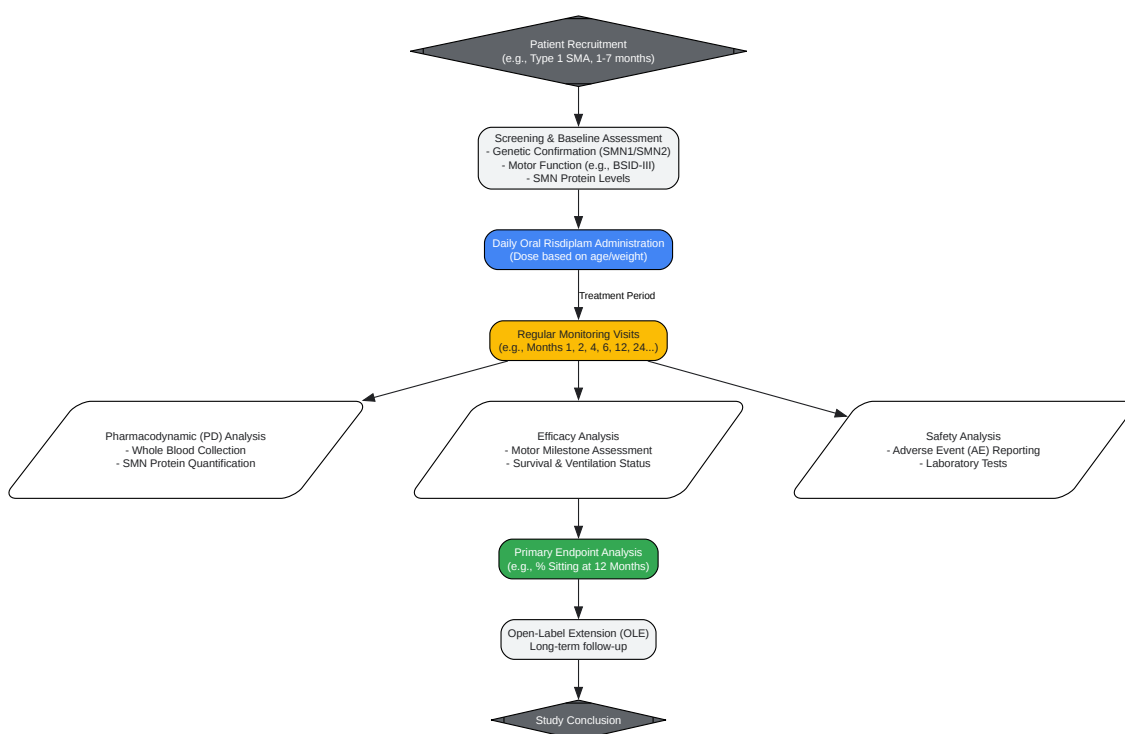 Patient Recruitment
(e.g., Type 1 SMA, 1-7 months)
Screening & Baseline Assessment
- Genetic Confirmation (SMN1/SMN2)
- Motor Function (e.g., BSID-III)
- SMN Protein Levels
Daily Oral Risdiplam Administration
(Dose based on age/weight)
Treatment Period
Regular Monitoring Visits
(e.g., Months 1, 2, 4, 6, 12, 24...)
Pharmacodynamic (PD) Analysis
- Whole Blood Collection
- SMN Protein Quantification
Efficacy Analysis
- Motor Milestone Assessment
- Survival & Ventilation Status
Safety Analysis
- Adverse Event (AE) Reporting
- Laboratory Tests
Primary Endpoint Analysis
(e.g., % Sitting at 12 Months)
Open-Label Extension (OLE)
Long-term follow-up
Study Conclusion